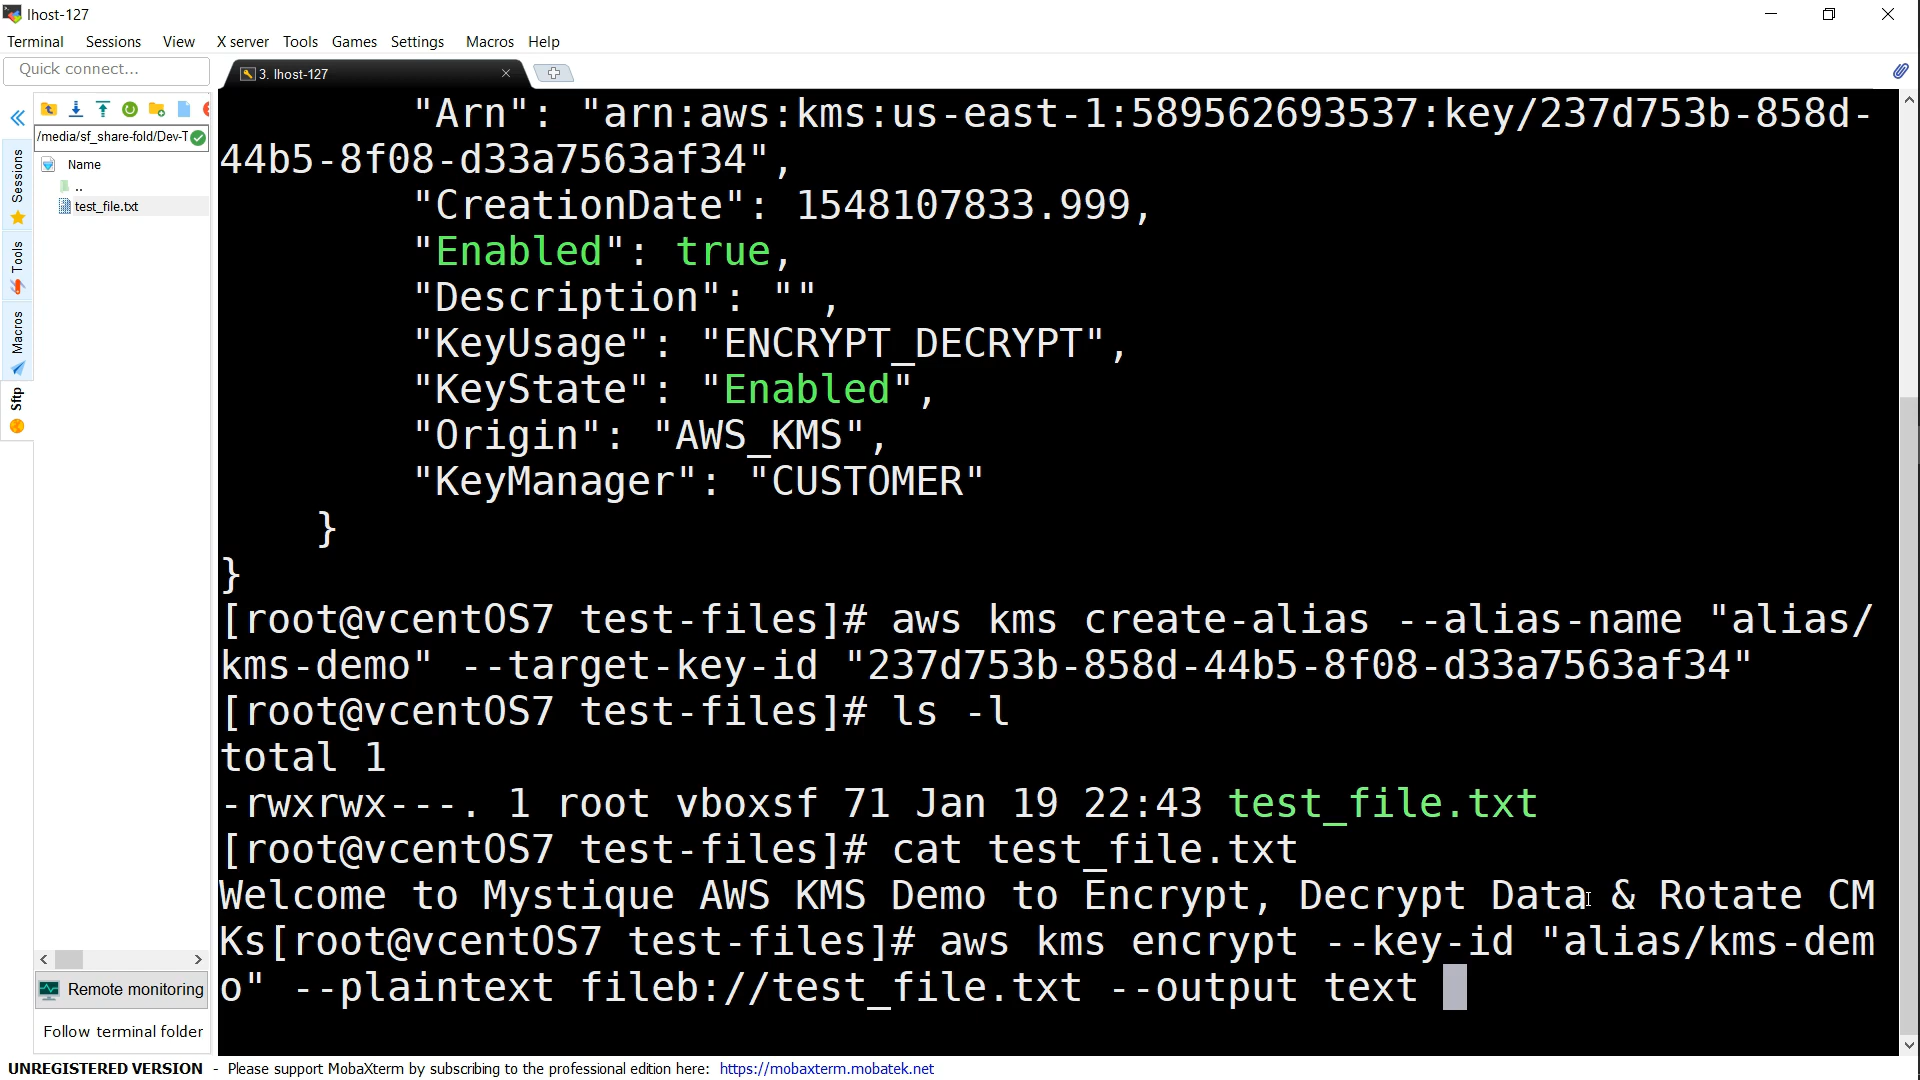 lhost-127
Terminal Sessions View X server Tools Games Settings Macros Help
Quick connect...
3. lhost-127
/media/sf_share-fold/Dev-T
Name
..
test_file.txt
Sessions
Tools
Macros
Sftp
"Arn": "arn:aws:kms:us-east-1:589562693537:key/237d753b-858d-
44b5-8f08-d33a7563af34",
"CreationDate": 1548107833.999,
"Enabled": true,
"Description": "",
"KeyUsage": "ENCRYPT_DECRYPT",
"KeyState": "Enabled",
"Origin": "AWS_KMS",
"KeyManager": "CUSTOMER"
}
}
[root@vcentOS7 test-files]# aws kms create-alias --alias-name "alias/
kms-demo" --target-key-id "237d753b-858d-44b5-8f08-d33a7563af34"
[root@vcentOS7 test-files]# ls -l
total 1
-rwxrwx---. 1 root vboxsf 71 Jan 19 22:43 test_file.txt
[root@vcentOS7 test-files]# cat test_file.txt
Welcome to Mystique AWS KMS Demo to Encrypt, Decrypt Data & Rotate CM
Ks[root@vcentOS7 test-files]# aws kms encrypt --key-id "alias/kms-dem
o" --plaintext fileb://test_file.txt --output text
Remote monitoring
Follow terminal folder
UNREGISTERED VERSION - Please support MobaXterm by subscribing to the professional edition here: https://mobaxterm.mobatek.net